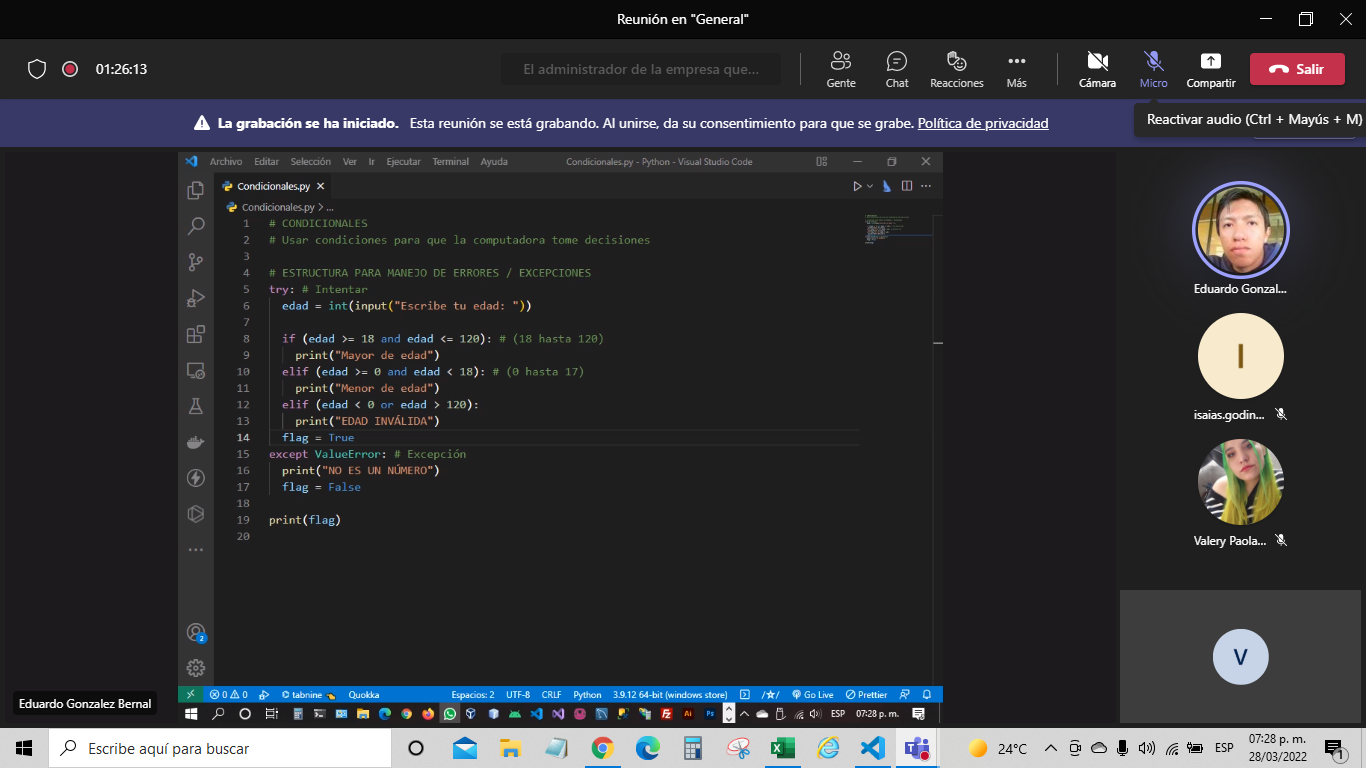 Reunión en "General"
01:26:13
El administrador de la empresa que...
Gente
Chat
Reacciones
Más
Cámara
Micro
Compartir
Salir
La grabación se ha iniciado. Esta reunión se está grabando. Al unirse, da su consentimiento para que se grabe. Política de privacidad
Reactivar audio (Ctrl + Mayús + M)
Archivo Editar Selección Ver Ir Ejecutar Terminal Ayuda
Condicionales.py - Python - Visual Studio Code
Condicionales.py
Condicionales.py > ...
1 # CONDICIONALES
2 # Usar condiciones para que la computadora tome decisiones
3
4 # ESTRUCTURA PARA MANEJO DE ERRORES / EXCEPCIONES
5 try: # Intentar
6 edad = int(input("Escribe tu edad: "))
7
8 if (edad >= 18 and edad <= 120): # (18 hasta 120)
9 print("Mayor de edad")
10 elif (edad >= 0 and edad < 18): # (0 hasta 17)
11 print("Menor de edad")
12 elif (edad < 0 or edad > 120):
13 print("EDAD INVÁLIDA")
14 flag = True
15 except ValueError: # Excepción
16 print("NO ES UN NÚMERO")
17 flag = False
18
19 print(flag)
20
2
0 0 tabnine Quokka Espacios: 2 UTF-8 CRLF Python 3.9.12 64-bit (windows store) Go Live Prettier
ESP 07:28 p. m.
Eduardo Gonzalez Bernal
Eduardo Gonzal...
I
isaias.godin...
Valery Paola...
V
Escribe aquí para buscar
24°C
ESP
07:28 p. m.
28/03/2022
1